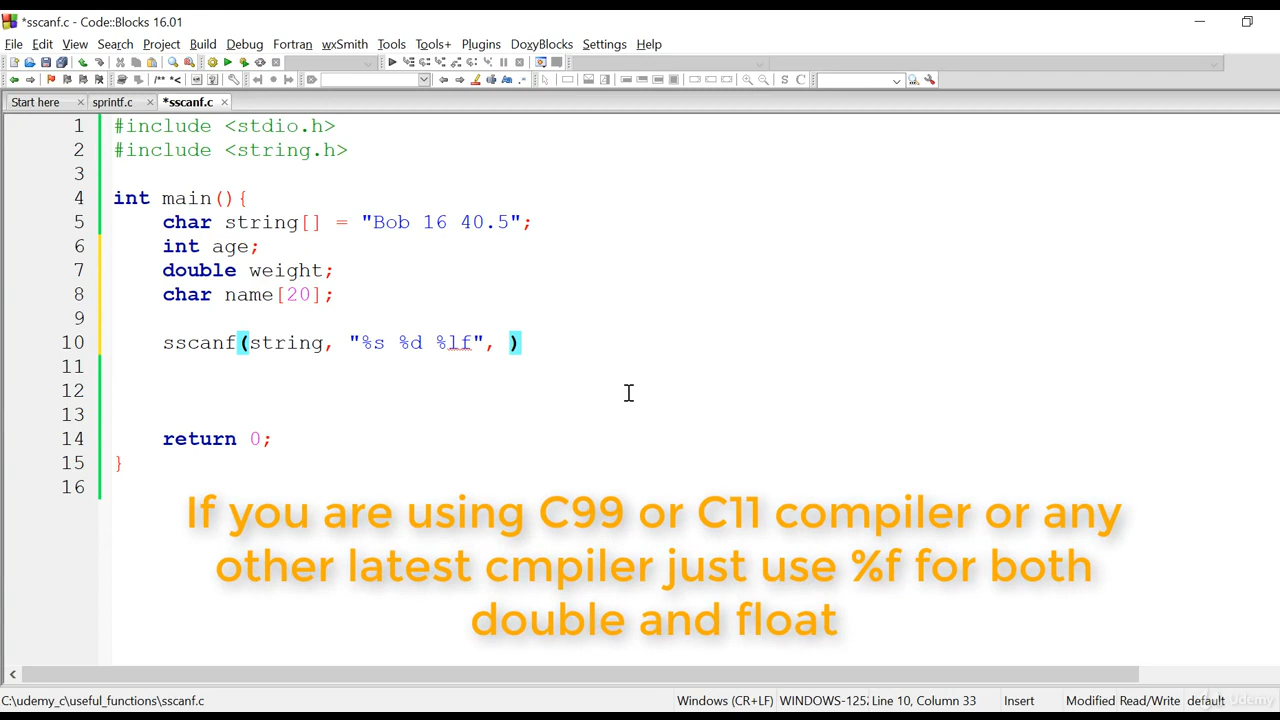 *sscanf.c - Code::Blocks 16.01
File Edit View Search Project Build Debug Fortran wxSmith Tools Tools+ Plugins DoxyBlocks Settings Help
Start here sprintf.c *sscanf.c
1 #include <stdio.h>
2 #include <string.h>
3
4 int main(){
5 char string[] = "Bob 16 40.5";
6 int age;
7 double weight;
8 char name[20];
9
10 sscanf(string, "%s %d %lf", )
11
12
13
14 return 0;
15 }
16
If you are using C99 or C11 compiler or any
other latest cmpiler just use %f for both
double and float
C:\udemy_c\useful_functions\sscanf.c Windows (CR+LF) WINDOWS-125 Line 10, Column 33 Insert Modified Read/Write default